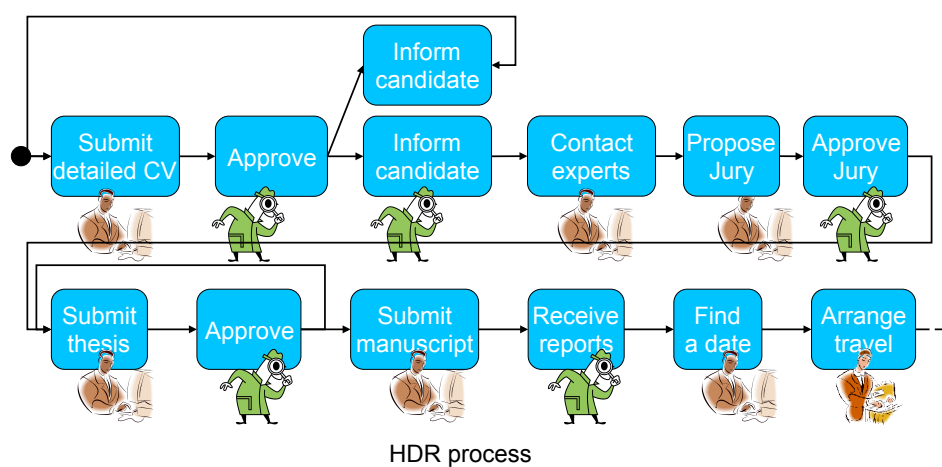 Inform
candidate
Submit
detailed CV
Approve
Inform
candidate
Contact
experts
Propose
Jury
Approve
Jury
Submit
thesis
Approve
Submit
manuscript
Receive
reports
Find
a date
Arrange
travel
HDR process